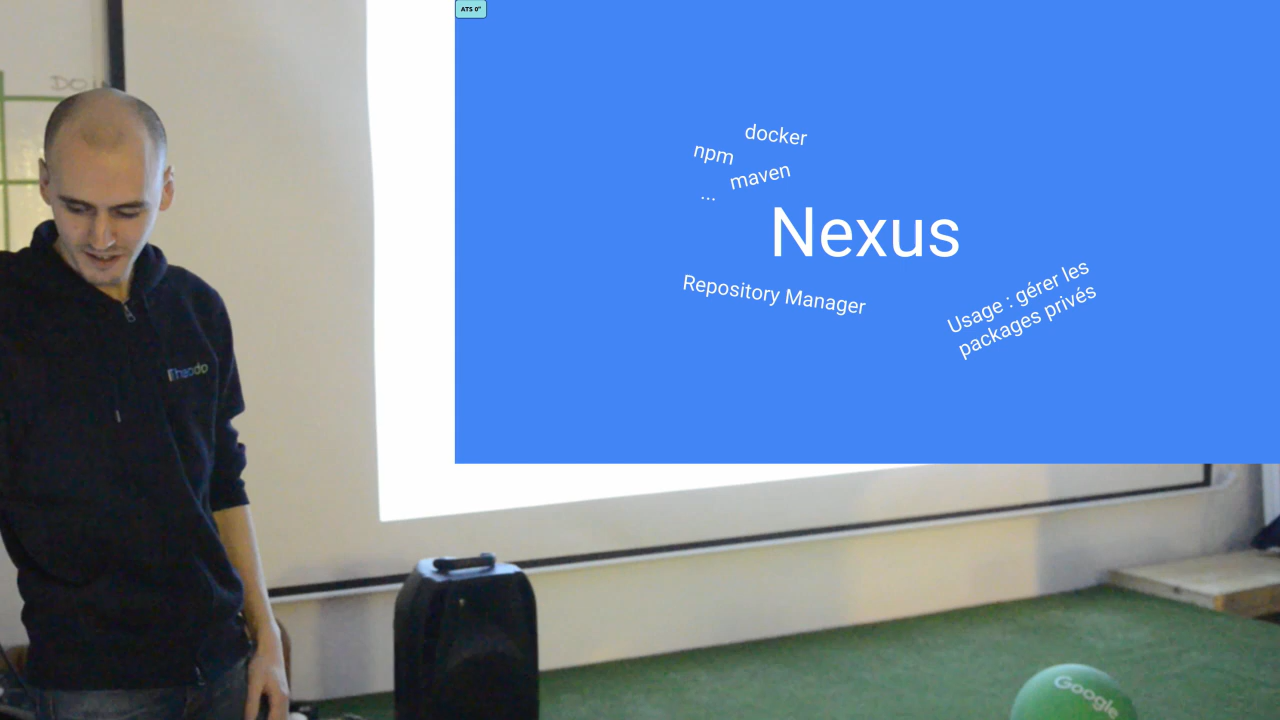 ATS 0"
docker
npm
maven
...
Nexus
Repository Manager
Usage : gérer les
packages privés
Theodo
Google